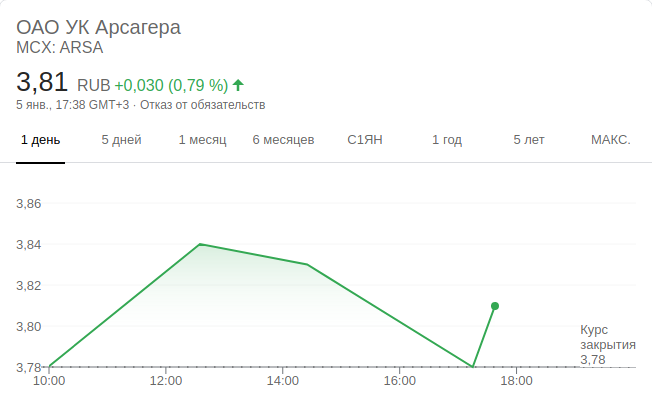 ОАО УК Арсагера
MCX: ARSA
3,81 RUB +0,030 (0,79 %)
5 янв., 17:38 GMT+3 · Отказ от обязательств
1 день 5 дней 1 месяц 6 месяцев С1ЯН 1 год 5 лет МАКС.
3,86
3,84
3,82
3,80
Курс
закрытия
3,78
3,78
10:00 12:00 14:00 16:00 18:00